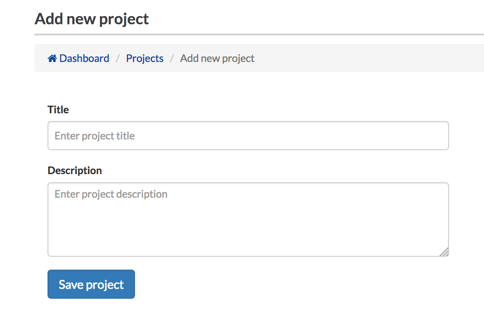 Add new project
Dashboard / Projects / Add new project
Title
Enter project title
Description
Enter project description
Save project